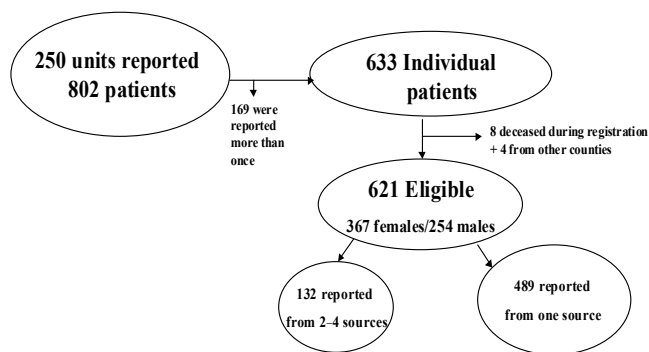 250 units reported
802 patients
633 Individual
patients
169 were
reported
more than
once
8 deceased during registration
+ 4 from other counties
621 Eligible
367 females/254 males
132 reported
from 2–4 sources
489 reported
from one source